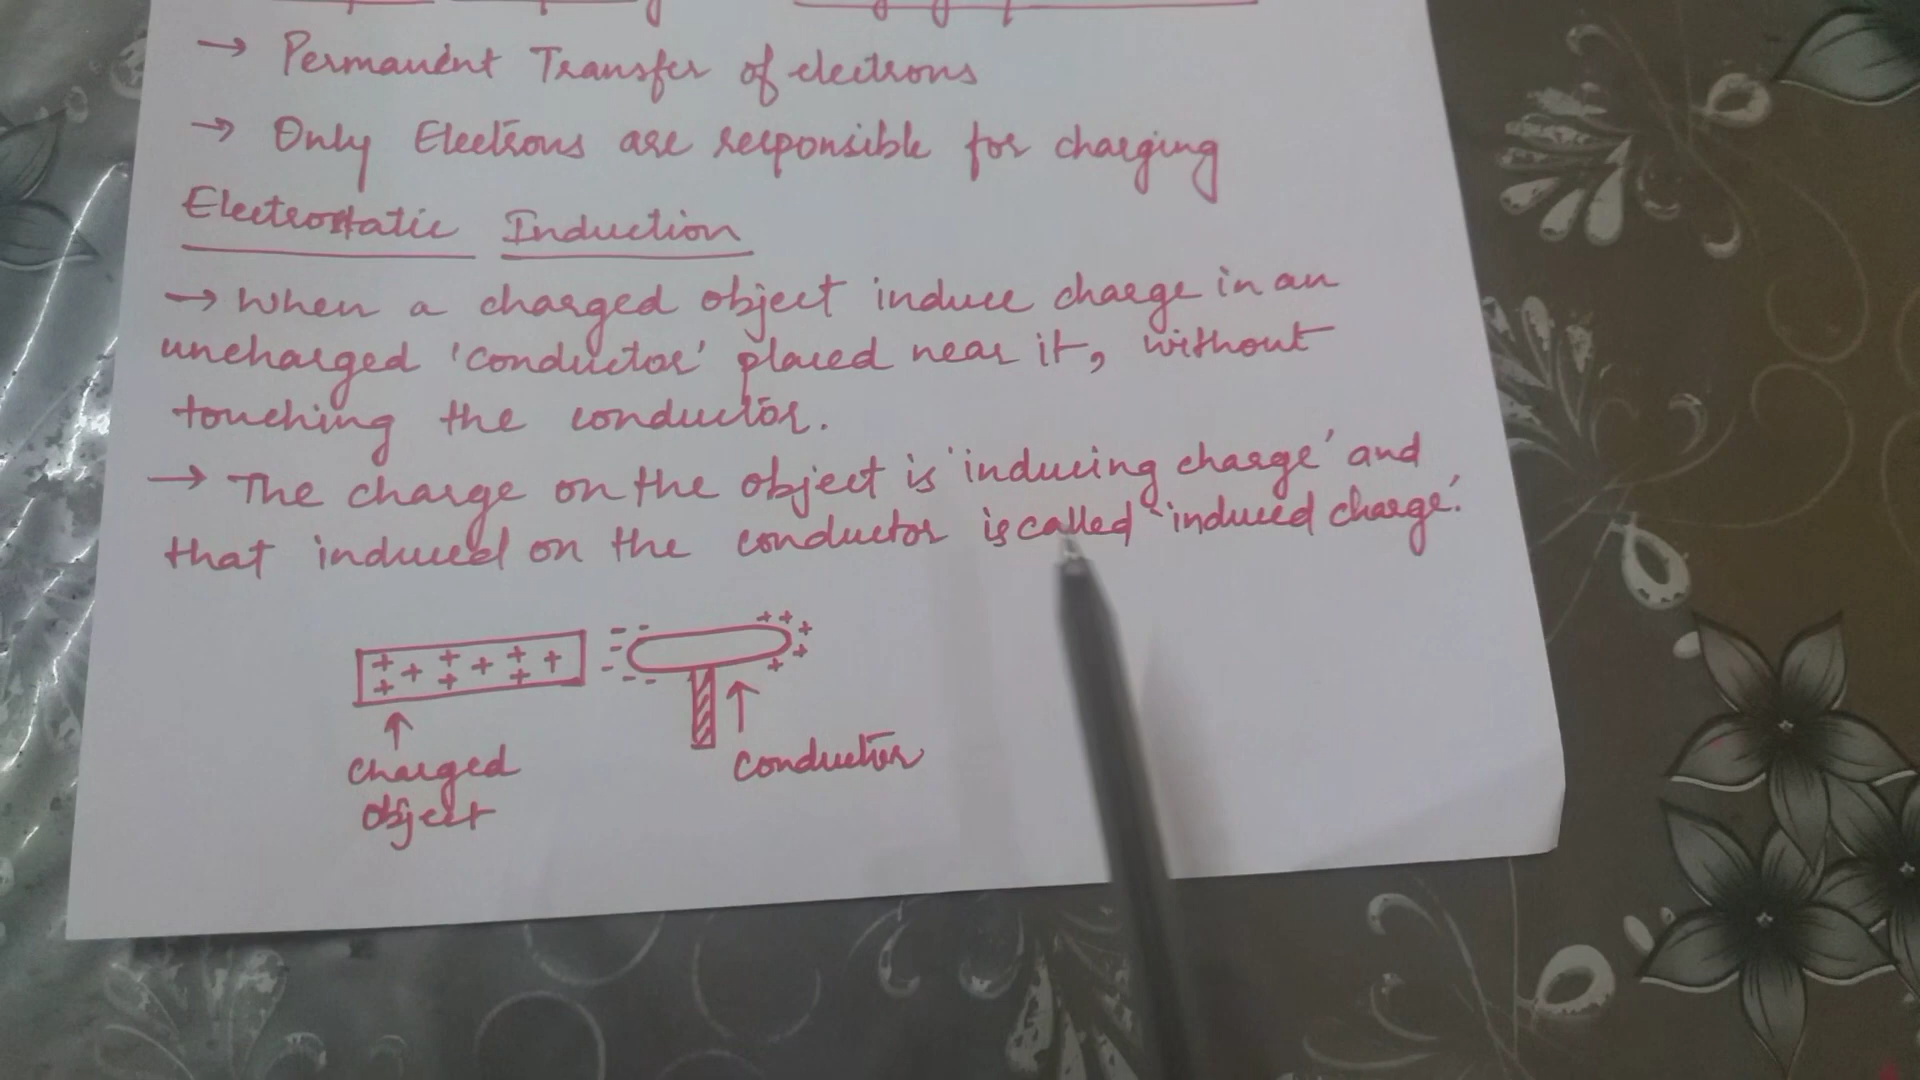 → Permanent Transfer of electrons
→ Only Electrons are responsible for charging
Electrostatic Induction
→ When a charged object induce charge in an
uncharged 'conductor' placed near it, without
touching the conductor.
→ The charge on the object is 'inducing charge' and
that induced on the conductor is called 'induced charge'.
+ + + + + + + + +
- - - - - - -
+ + + + +
Charged
object
Conductor